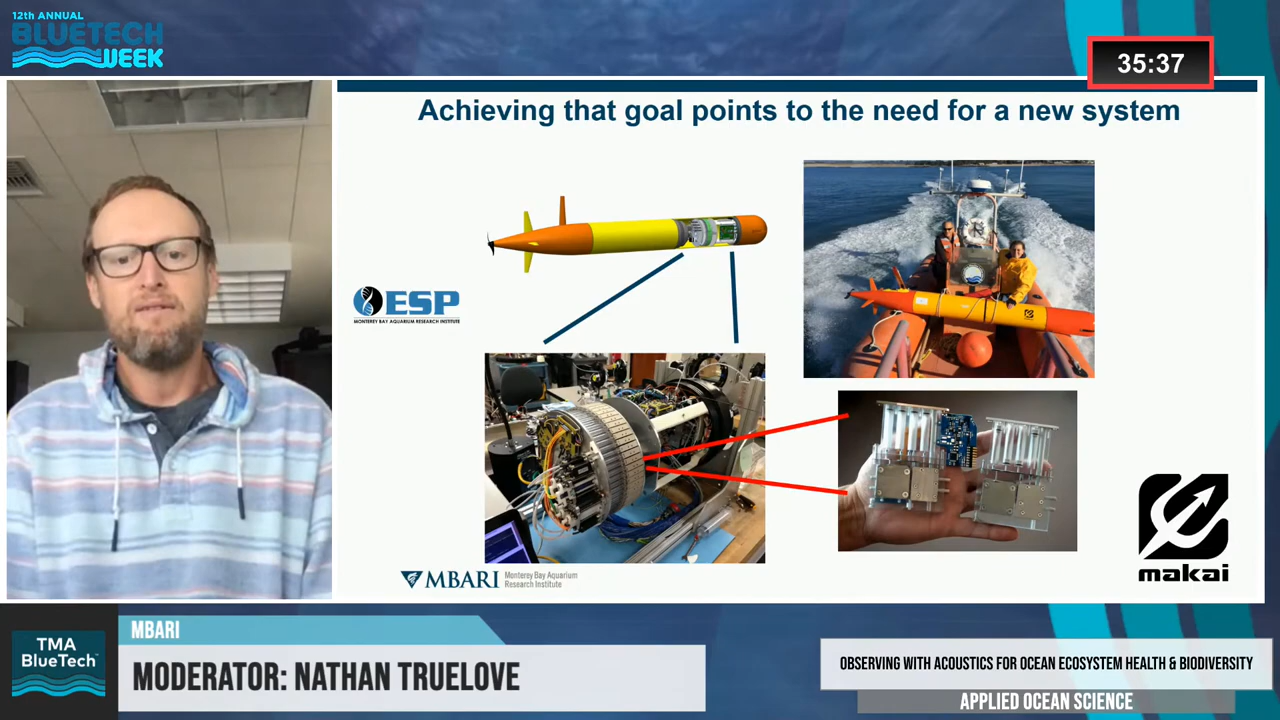 12th ANNUAL
BLUETECH
WEEK
35:37
Achieving that goal points to the need for a new system
ESP
MONTEREY BAY AQUARIUM RESEARCH INSTITUTE
MBARI
Monterey Bay Aquarium
Research Institute
makai
TMA
BlueTech™
MBARI
MODERATOR: NATHAN TRUELOVE
OBSERVING WITH ACOUSTICS FOR OCEAN ECOSYSTEM HEALTH & BIODIVERSITY
APPLIED OCEAN SCIENCE